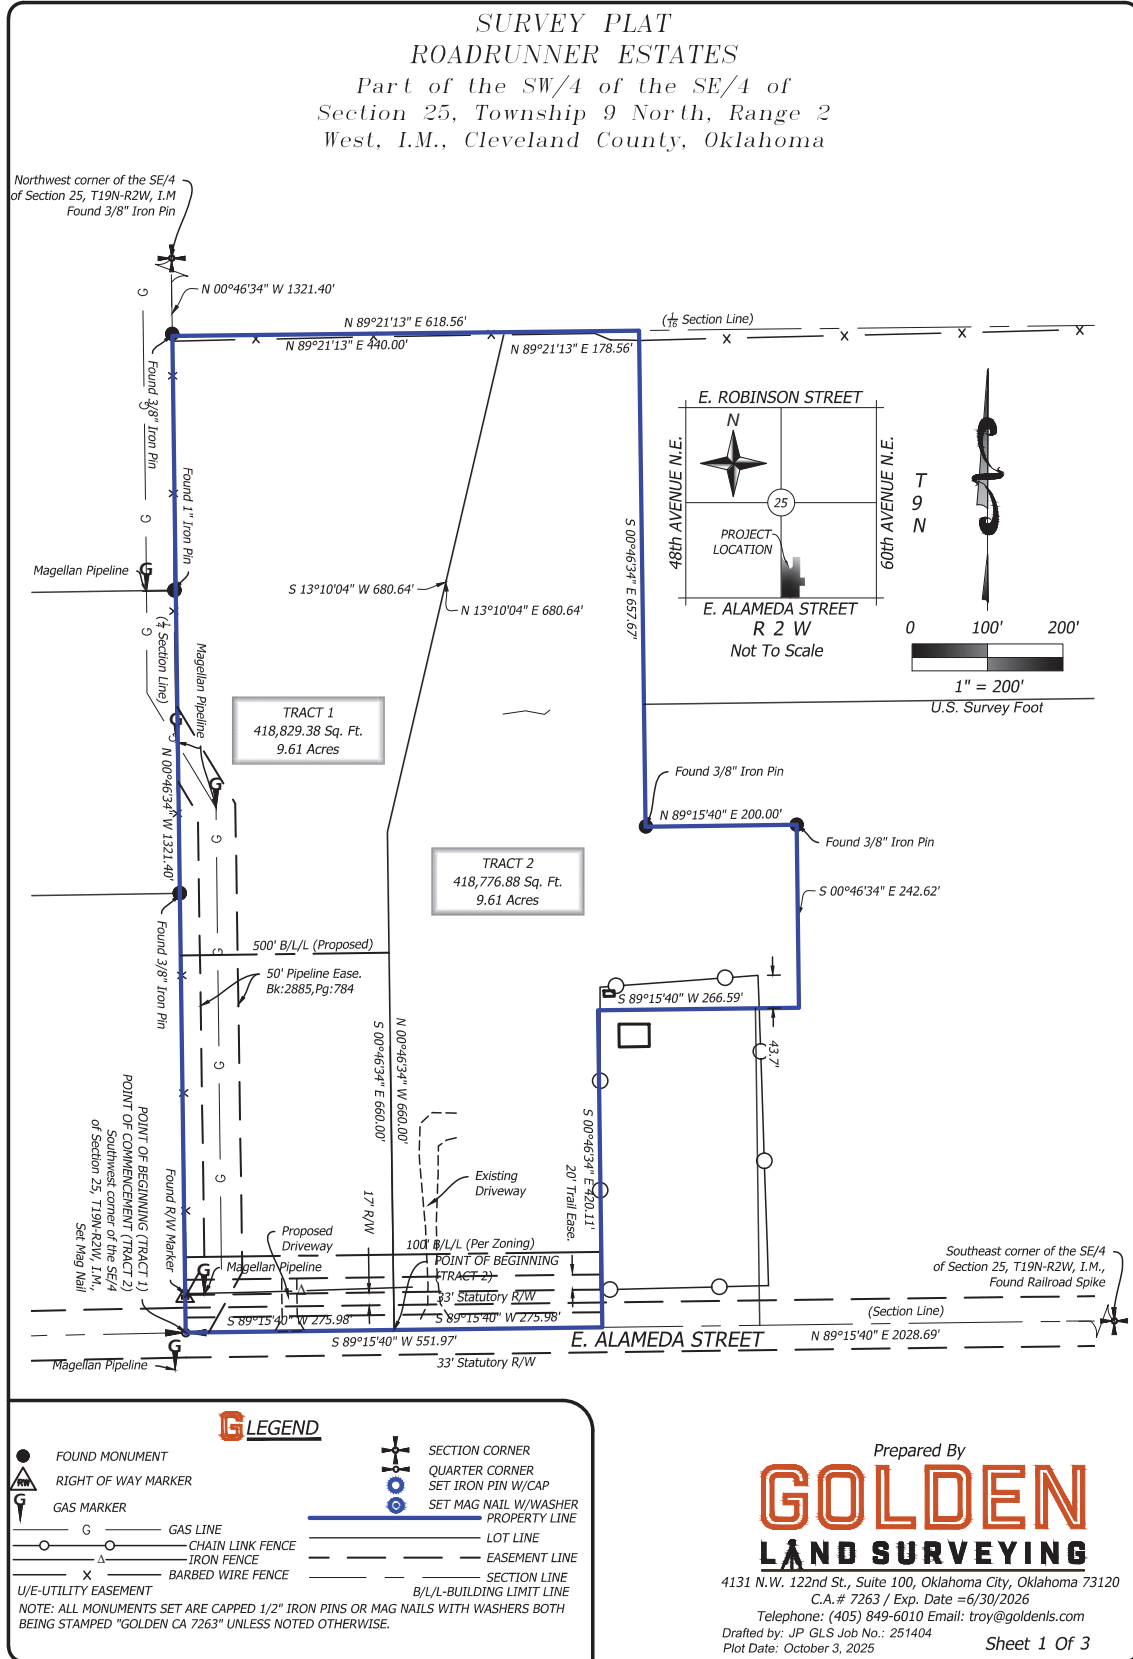 SURVEY PLAT
ROADRUNNER ESTATES
Part of the SW/4 of the SE/4 of
Section 25, Township 9 North, Range 2
West, I.M., Cleveland County, Oklahoma
Northwest corner of the SE/4
of Section 25, T19N-R2W, I.M
Found 3/8" Iron Pin
N 00°46'34" W 1321.40'
N 89°21'13" E 618.56'
(1/16 Section Line)
N 89°21'13" E 440.00'
N 89°21'13" E 178.56'
Found 3/8" Iron Pin
Found 1" Iron Pin
G
G
G
G
G
Magellan Pipeline
(1/4 Section Line)
Magellan Pipeline
S 13°10'04" W 680.64'
N 13°10'04" E 680.64'
S 00°46'34" E 657.67'
E. ROBINSON STREET
N
48th AVENUE N.E.
60th AVENUE N.E.
25
PROJECT
LOCATION
E. ALAMEDA STREET
R 2 W
Not To Scale
T
9
N
0 100' 200'
1" = 200'
U.S. Survey Foot
TRACT 1
418,829.38 Sq. Ft.
9.61 Acres
G
G
G
N 00°46'34" W 1321.40'
Found 3/8" Iron Pin
N 89°15'40" E 200.00'
Found 3/8" Iron Pin
TRACT 2
418,776.88 Sq. Ft.
9.61 Acres
S 00°46'34" E 242.62'
G
Found 3/8" Iron Pin
500' B/L/L (Proposed)
G
50' Pipeline Ease.
Bk:2885,Pg:784
S 89°15'40" W 266.59'
43.7'
S 00°46'34" E 660.00'
N 00°46'34" W 660.00'
G
G
S 00°46'34" E 420.11'
20' Trail Ease.
POINT OF BEGINNING (TRACT 1)
POINT OF COMMENCEMENT (TRACT 2)
Southwest corner of the SE/4
of Section 25, T19N-R2W, I.M.,
Set Mag Nail
Found R/W Marker
Existing
Driveway
17' R/W
Proposed
Driveway
100' B/L/L (Per Zoning)
POINT OF BEGINNING
(TRACT 2)
G
Magellan Pipeline
33' Statutory R/W
S 89°15'40" W 275.98'
S 89°15'40" W 275.98'
S 89°15'40" W 551.97'
E. ALAMEDA STREET
G
Magellan Pipeline
33' Statutory R/W
Southeast corner of the SE/4
of Section 25, T19N-R2W, I.M.,
Found Railroad Spike
(Section Line)
N 89°15'40" E 2028.69'
G LEGEND
FOUND MONUMENT
RW RIGHT OF WAY MARKER
G GAS MARKER
G GAS LINE
CHAIN LINK FENCE
IRON FENCE
X BARBED WIRE FENCE
U/E-UTILITY EASEMENT
SECTION CORNER
QUARTER CORNER
SET IRON PIN W/CAP
SET MAG NAIL W/WASHER
PROPERTY LINE
LOT LINE
EASEMENT LINE
SECTION LINE
B/L/L-BUILDING LIMIT LINE
NOTE: ALL MONUMENTS SET ARE CAPPED 1/2" IRON PINS OR MAG NAILS WITH WASHERS BOTH
BEING STAMPED "GOLDEN CA 7263" UNLESS NOTED OTHERWISE.
Prepared By
GOLDEN
LAND SURVEYING
4131 N.W. 122nd St., Suite 100, Oklahoma City, Oklahoma 73120
C.A.# 7263 / Exp. Date =6/30/2026
Telephone: (405) 849-6010 Email: troy@goldenls.com
Drafted by: JP GLS Job No.: 251404
Plot Date: October 3, 2025
Sheet 1 Of 3